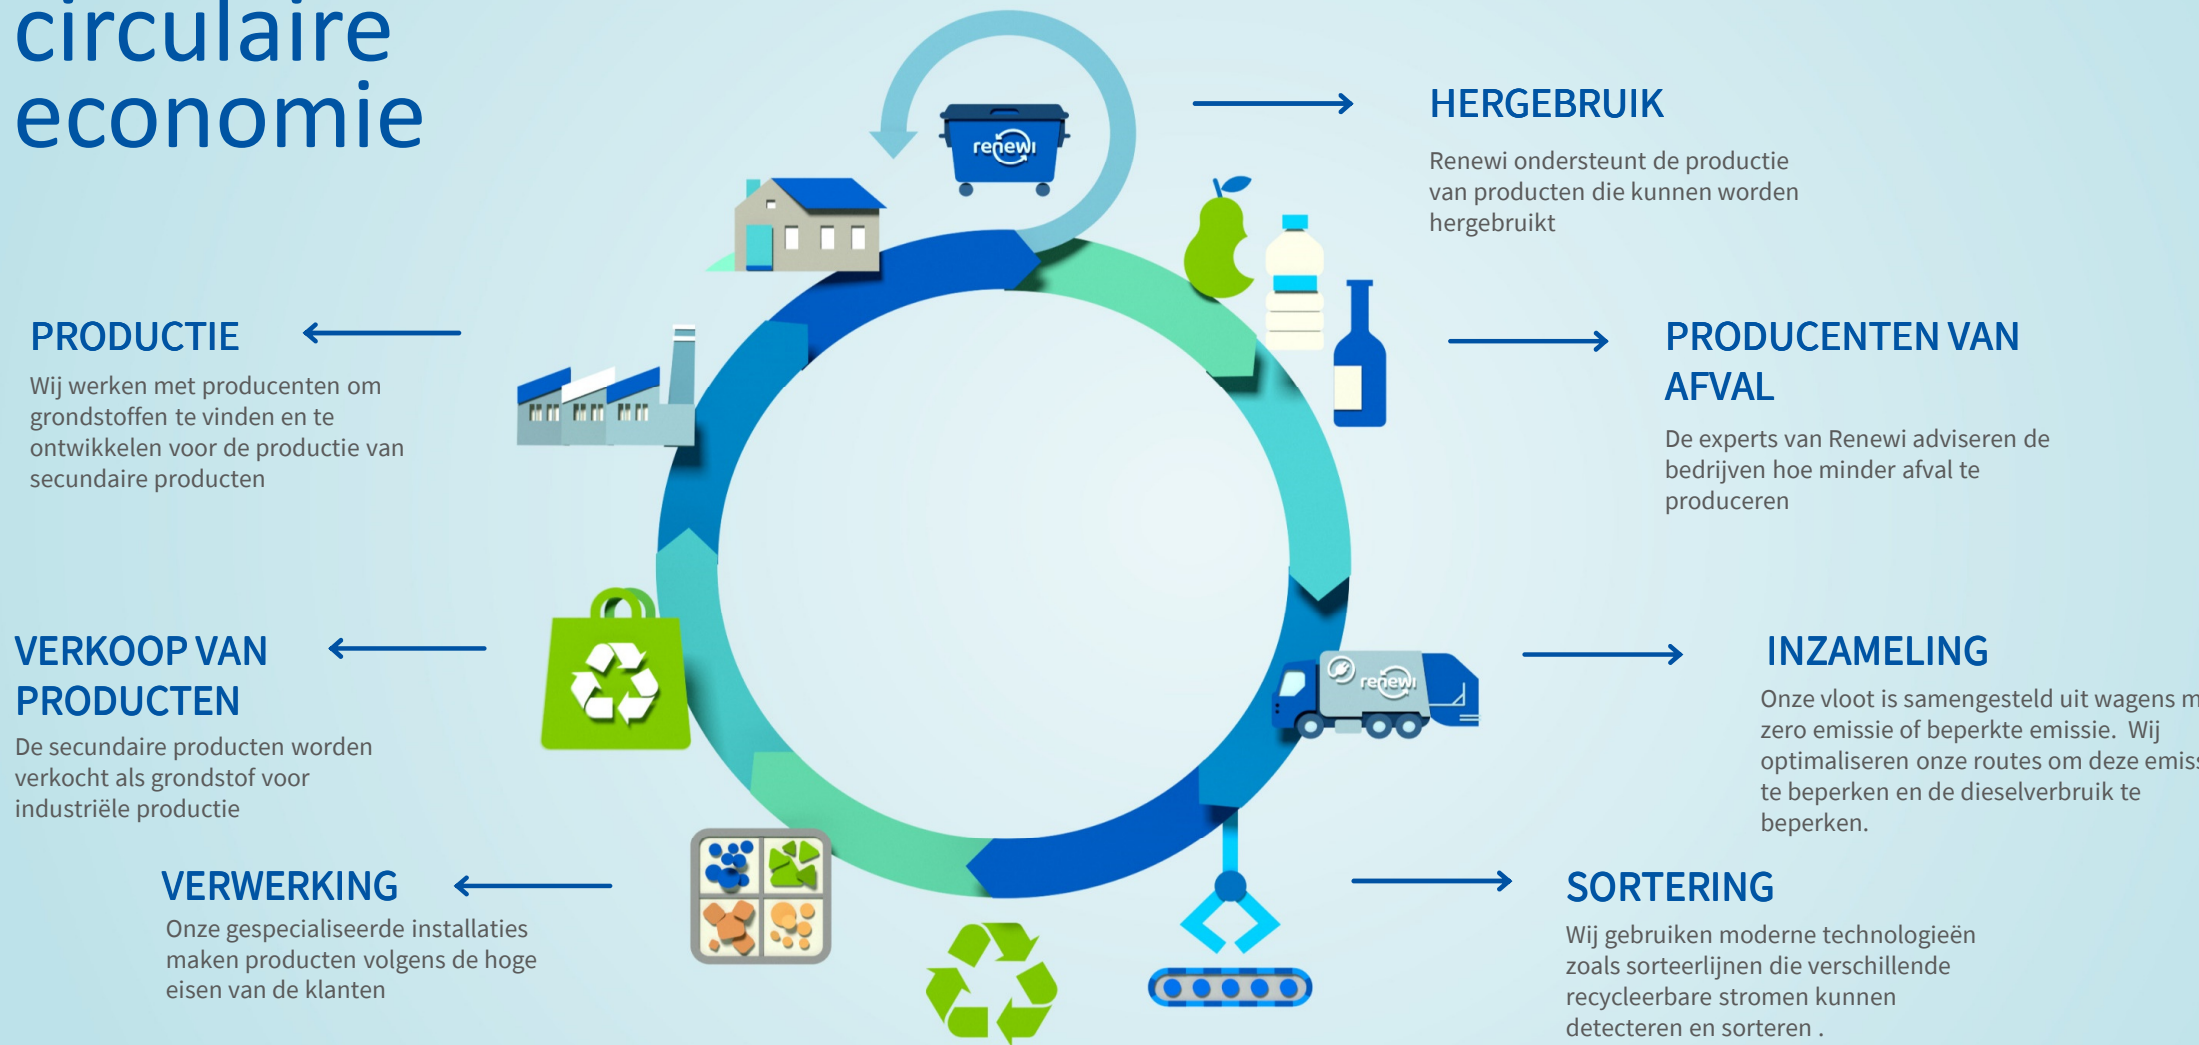 circulaire
economie
renewi
HERGEBRUIK
Renewi ondersteunt de productie
van producten die kunnen worden
hergebruikt
PRODUCENTEN VAN
AFVAL
De experts van Renewi adviseren de
bedrijven hoe minder afval te
produceren
INZAMELING
Onze vloot is samengesteld uit wagens
zero emissie of beperkte emissie. Wij
optimaliseren onze routes om deze
te beperken en de dieselverbruik te
beperken.
renewi
SORTERING
Wij gebruiken moderne technologieën
zoals sorteerlijnen die verschillende
recycleerbare stromen kunnen
detecteren en sorteren .
VERWERKING
Onze gespecialiseerde installaties
maken producten volgens de hoge
eisen van de klanten
VERKOOP VAN
PRODUCTEN
De secundaire producten worden
verkocht als grondstof voor
industriële productie
PRODUCTIE
Wij werken met producenten om
grondstoffen te vinden en te
ontwikkelen voor de productie van
secundaire producten